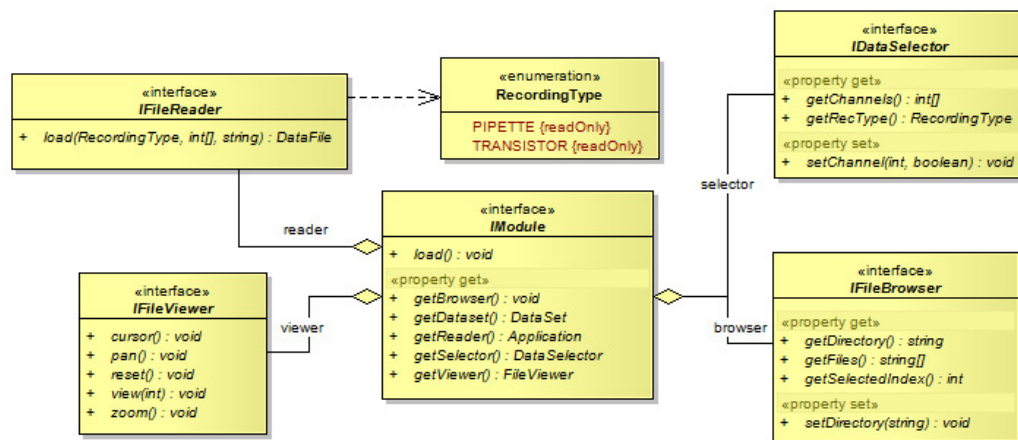 «interface»
IFileReader
+ load(RecordingType, int[], string) : DataFile
«enumeration»
RecordingType
PIPETTE {readOnly}
TRANSISTOR {readOnly}
«interface»
IDataSelector
«property get»
+ getChannels() : int[]
+ getRecType() : RecordingType
«property set»
+ setChannel(int, boolean) : void
selector
reader
«interface»
IModule
+ load() : void
«property get»
+ getBrowser() : void
+ getDataset() : DataSet
+ getReader() : Application
+ getSelector() : DataSelector
+ getViewer() : FileViewer
«interface»
IFileViewer
+ cursor() : void
+ pan() : void
+ reset() : void
+ view(int) : void
+ zoom() : void
viewer
browser
«interface»
IFileBrowser
«property get»
+ getDirectory() : string
+ getFiles() : string[]
+ getSelectedIndex() : int
«property set»
+ setDirectory(string) : void